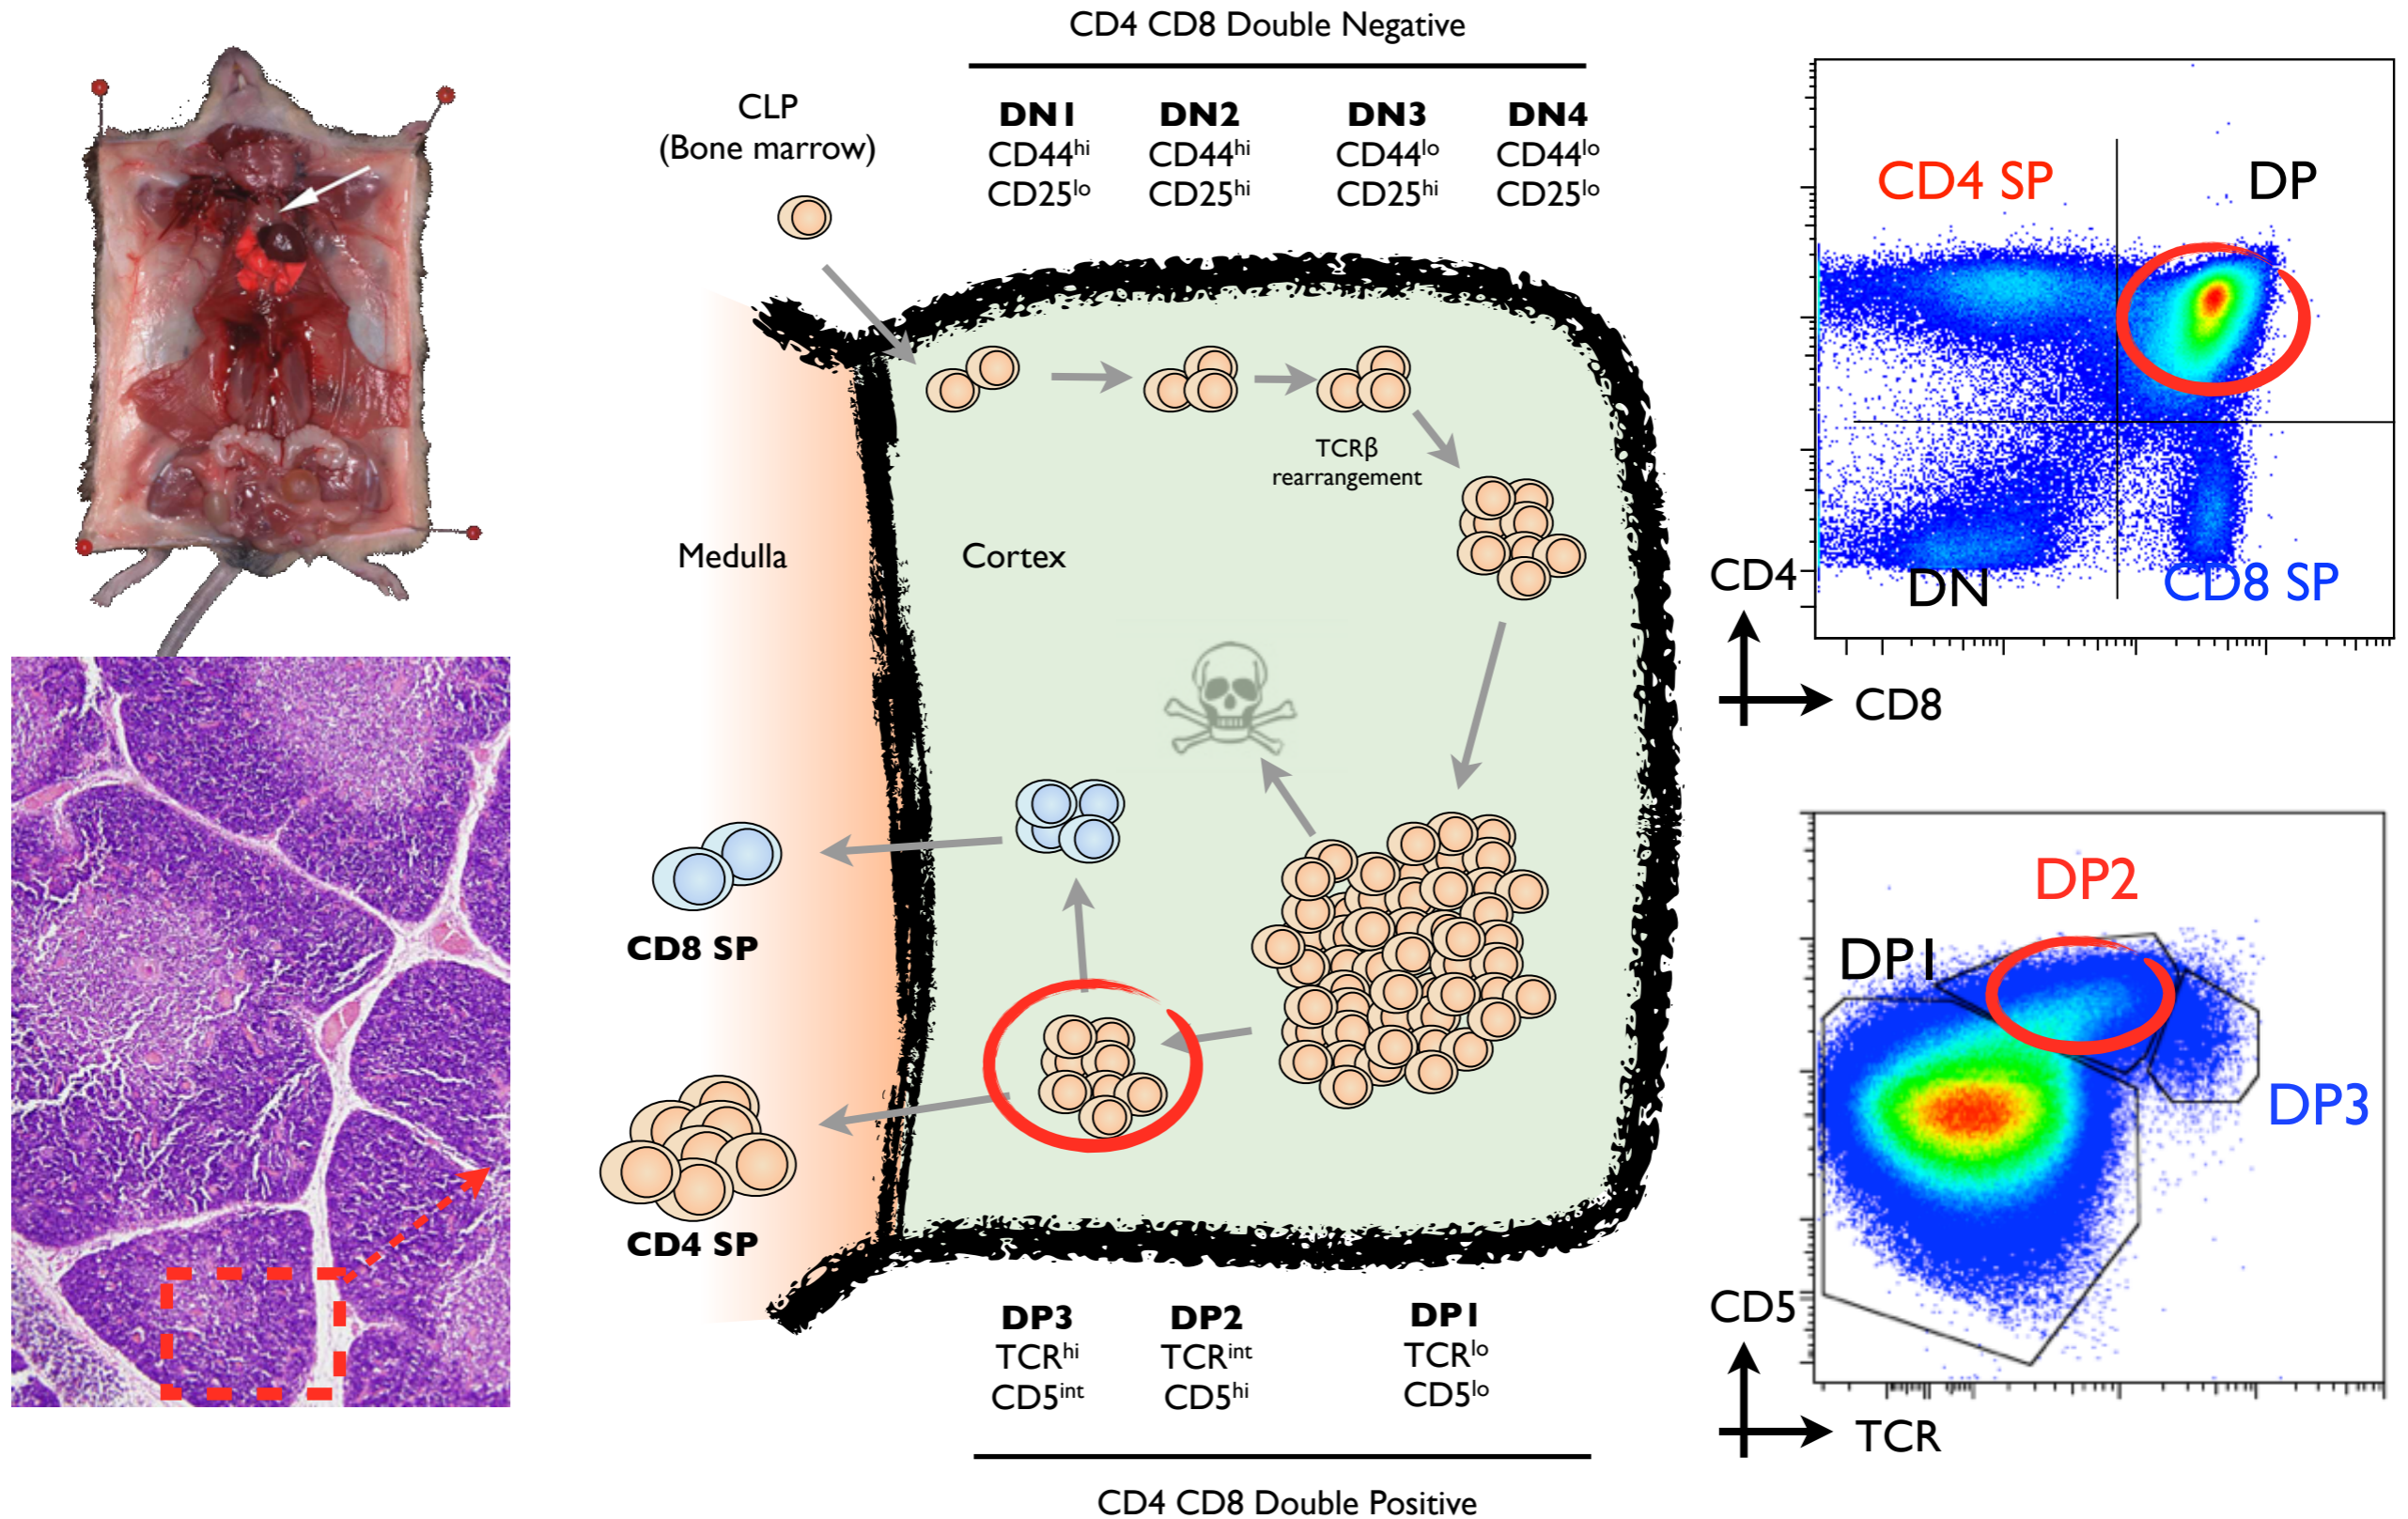 CD4 CD8 Double Negative
CLP
(Bone marrow)
DN1
CD44hi
CD25lo
DN2
CD44hi
CD25hi
DN3
CD44lo
CD25hi
DN4
CD44lo
CD25lo
TCRβ
rearrangement
Medulla
Cortex
CD8 SP
CD4 SP
DP3
TCRhi
CD5int
DP2
TCRint
CD5hi
DP1
TCRlo
CD5lo
CD4 CD8 Double Positive
CD4 SP
DP
DN
CD8 SP
CD4
CD8
DP2
DP1
DP3
CD5
TCR